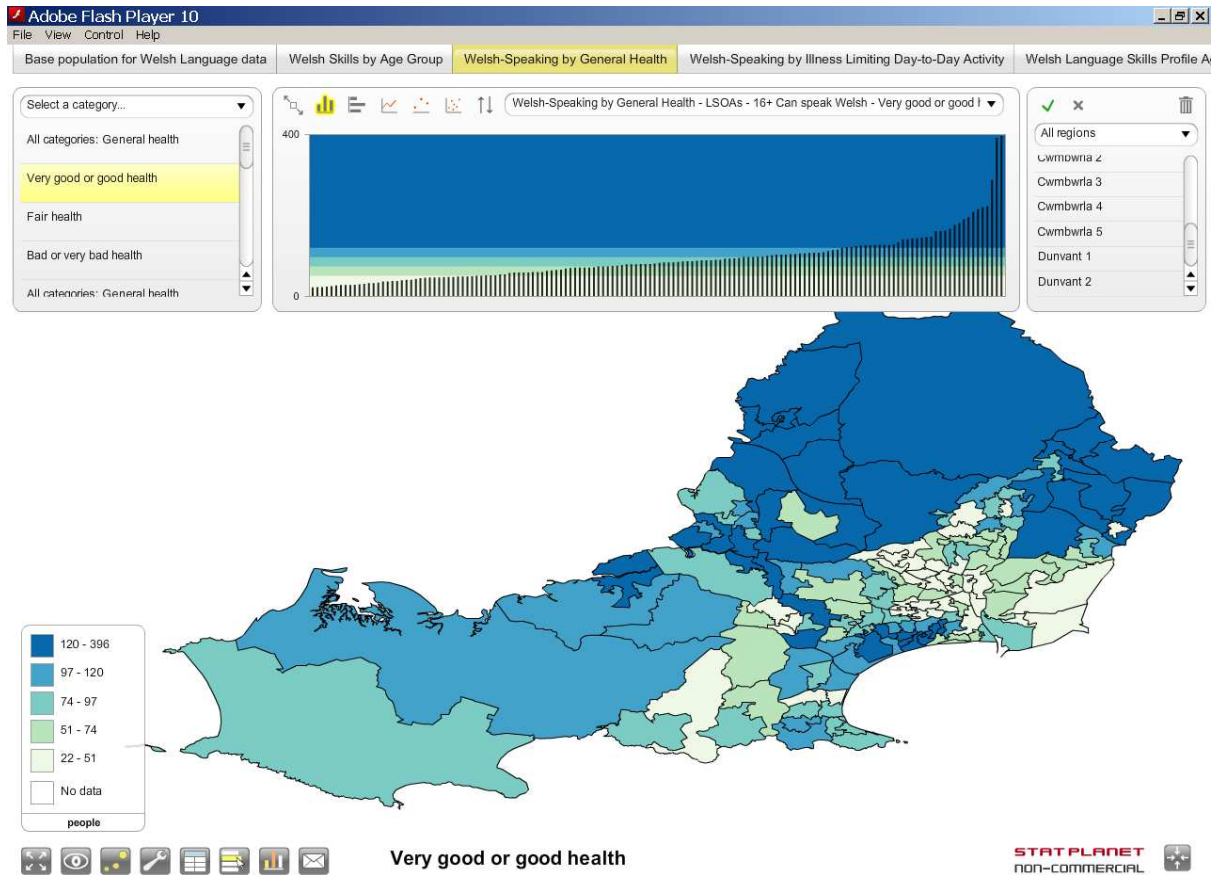 Adobe Flash Player 10
File View Control Help
Base population for Welsh Language data
Welsh Skills by Age Group
Welsh-Speaking by General Health
Welsh-Speaking by Illness Limiting Day-to-Day Activity
Welsh Language Skills Profile A
Select a category...
All categories: General health
Very good or good health
Fair health
Bad or very bad health
All categories: General health
Welsh-Speaking by General Health - LSOAs - 16+ Can speak Welsh - Very good or good
400
0
All regions
Cwmbwrla 2
Cwmbwrla 3
Cwmbwrla 4
Cwmbwrla 5
Dunvant 1
Dunvant 2
120 - 396
97 - 120
74 - 97
51 - 74
22 - 51
No data
people
Very good or good health
STATPLANET
NON-COMMERCIAL